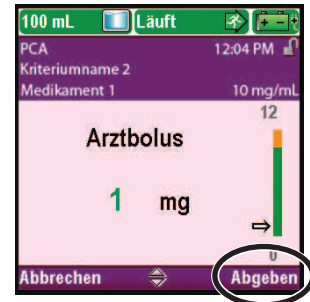 100 mL Läuft
PCA 12:04 PM
Kriteriumname 2
Medikament 1 10 mg/mL
12
Arztbolus
1 mg
0
Abbrechen Abgeben